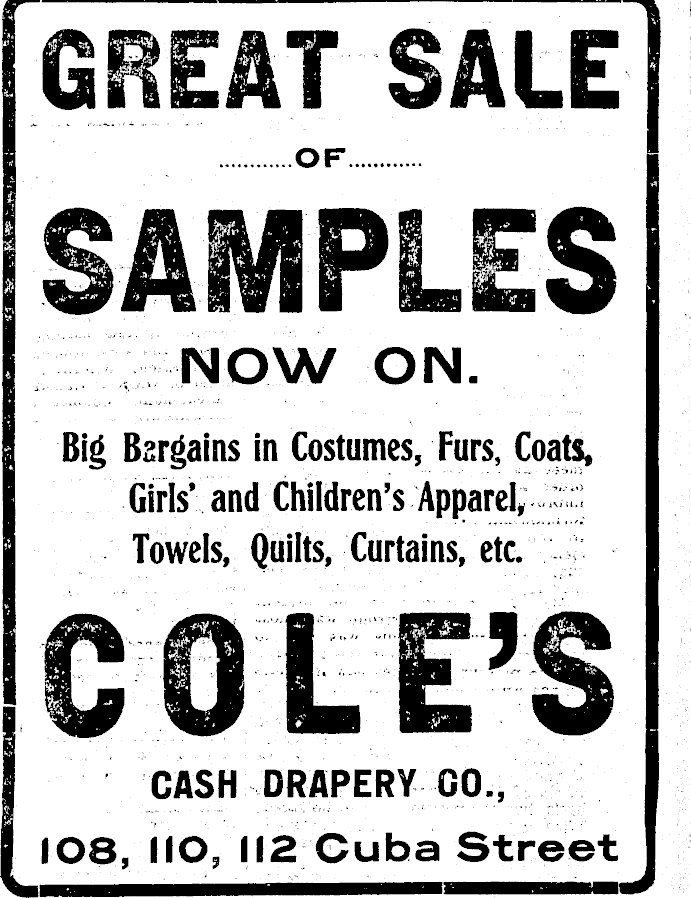 GREAT SALE
............OF............
SAMPLES
NOW ON.
Big Bargains in Costumes, Furs, Coats,
Girls' and Children's Apparel,
Towels, Quilts, Curtains, etc.
COLE'S
CASH DRAPERY CO.,
108, 110, 112 Cuba Street